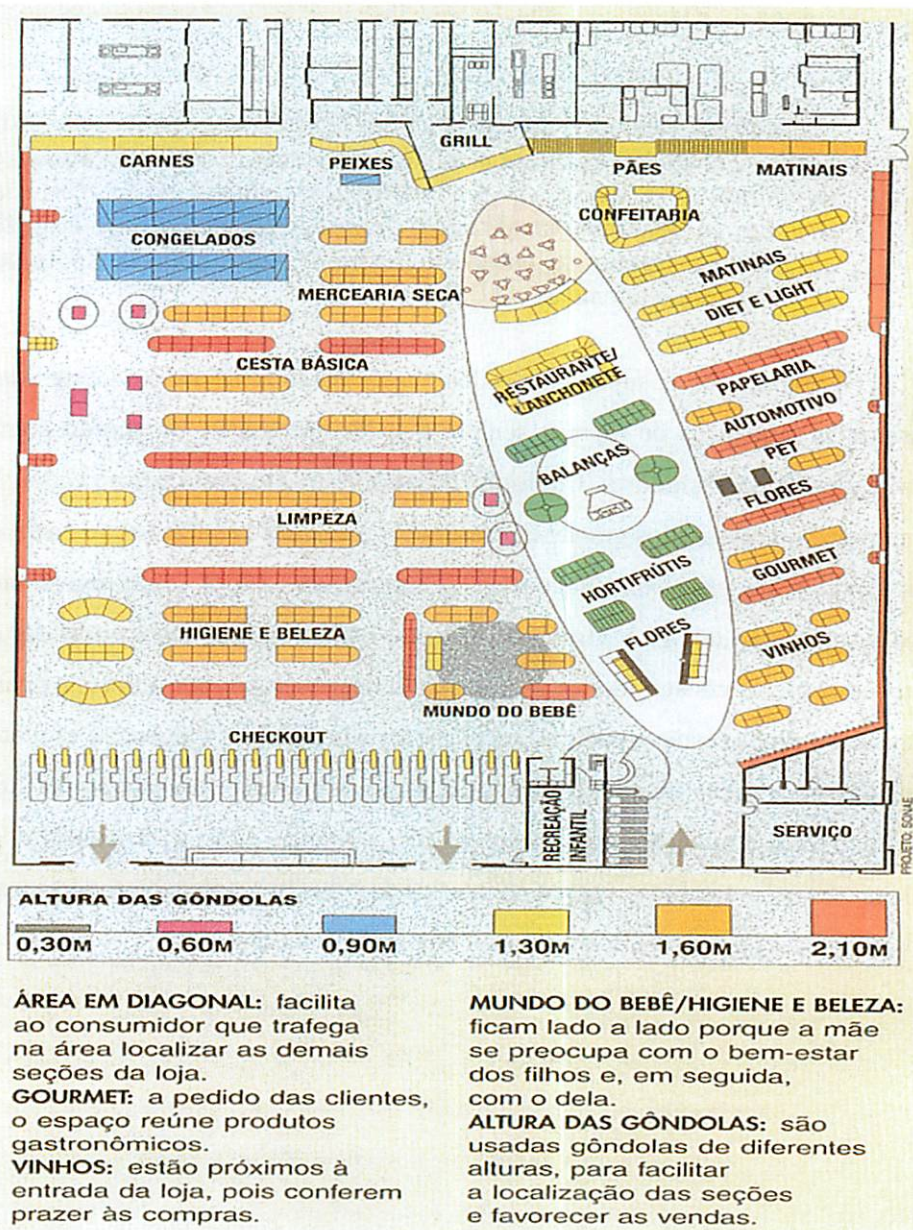 GRILL
CARNES
PEIXES
PÃES
MATINAIS
CONFEITARIA
CONGELADOS
MATINAIS
MERCEARIA SECA
DIET E LIGHT
CESTA BÁSICA
RESTAURANTE/
LANCHONETE
PAPELARIA
AUTOMOTIVO
PET
BALANÇAS
FLORES
LIMPEZA
GOURMET
HORTIFRÚTIS
HIGIENE E BELEZA
FLORES
VINHOS
MUNDO DO BEBÊ
CHECKOUT
RECREAÇÃO
INFANTIL
SERVIÇO
PROJETO: SONAE
ALTURA DAS GÔNDOLAS
0,30M 0,60M 0,90M 1,30M 1,60M 2,10M
ÁREA EM DIAGONAL: facilita
ao consumidor que trafega
na área localizar as demais
seções da loja.
GOURMET: a pedido das clientes,
o espaço reúne produtos
gastronômicos.
VINHOS: estão próximos à
entrada da loja, pois conferem
prazer às compras.
MUNDO DO BEBÊ/HIGIENE E BELEZA:
ficam lado a lado porque a mãe
se preocupa com o bem-estar
dos filhos e, em seguida,
com o dela.
ALTURA DAS GÔNDOLAS: são
usadas gôndolas de diferentes
alturas, para facilitar
a localização das seções
e favorecer as vendas.